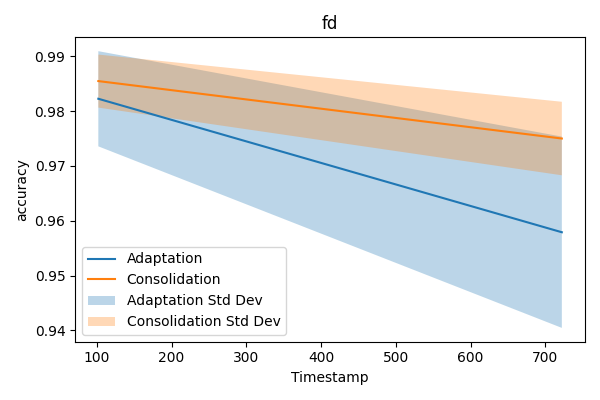 fd
0.99
0.98
0.97
0.96
0.95
0.94
accuracy
Adaptation
Consolidation
Adaptation Std Dev
Consolidation Std Dev
100 200 300 400 500 600 700
Timestamp